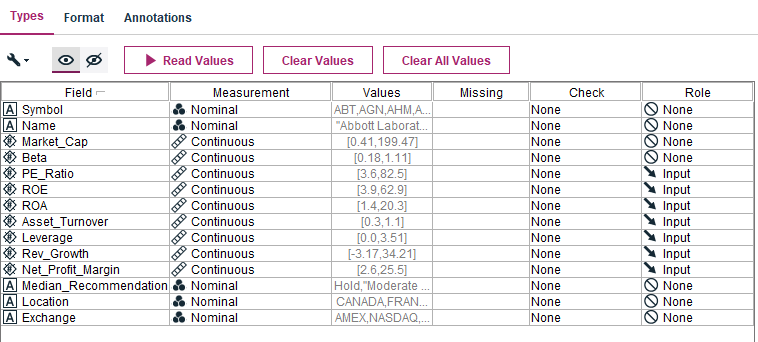 Types Format Annotations
Read Values Clear Values Clear All Values
Field Measurement Values Missing Check Role
A Symbol Nominal ABT,AGN,AHM,A... None None
A Name Nominal "Abbott Laborat... None None
Market_Cap Continuous [0.41,199.47] None None
Beta Continuous [0.18,1.11] None None
PE_Ratio Continuous [3.6,82.5] None Input
ROE Continuous [3.9,62.9] None Input
ROA Continuous [1.4,20.3] None Input
Asset_Turnover Continuous [0.3,1.1] None Input
Leverage Continuous [0.0,3.51] None Input
Rev_Growth Continuous [-3.17,34.21] None Input
Net_Profit_Margin Continuous [2.6,25.5] None Input
A Median_Recommendation Nominal Hold,"Moderate ... None None
A Location Nominal CANADA,FRAN... None None
A Exchange Nominal AMEX,NASDAQ,... None None